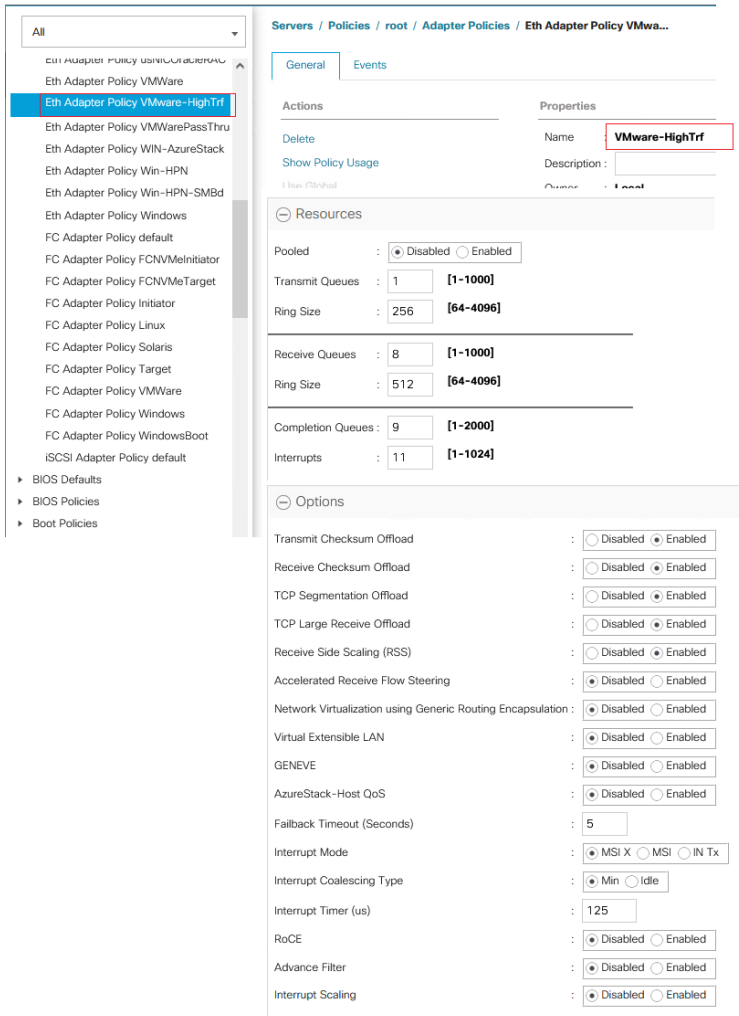 All
Eth Adapter Policy usNICOracleRAC
Eth Adapter Policy VMWare
Eth Adapter Policy VMware-HighTrf
Eth Adapter Policy VMWarePassThru
Eth Adapter Policy WIN-AzureStack
Eth Adapter Policy Win-HPN
Eth Adapter Policy Win-HPN-SMBd
Eth Adapter Policy Windows
FC Adapter Policy default
FC Adapter Policy FCNVMeInitiator
FC Adapter Policy FCNVMeTarget
FC Adapter Policy Initiator
FC Adapter Policy Linux
FC Adapter Policy Solaris
FC Adapter Policy Target
FC Adapter Policy VMWare
FC Adapter Policy Windows
FC Adapter Policy WindowsBoot
iSCSI Adapter Policy default
BIOS Defaults
BIOS Policies
Boot Policies
Servers / Policies / root / Adapter Policies / Eth Adapter Policy VMwa...
General Events
Actions
Delete
Show Policy Usage
Use Global
Properties
Name : VMware-HighTrf
Description :
Owner : Local
Resources
Pooled : Disabled Enabled
Transmit Queues : 1 [1-1000]
Ring Size : 256 [64-4096]
Receive Queues : 8 [1-1000]
Ring Size : 512 [64-4096]
Completion Queues : 9 [1-2000]
Interrupts : 11 [1-1024]
Options
Transmit Checksum Offload : Disabled Enabled
Receive Checksum Offload : Disabled Enabled
TCP Segmentation Offload : Disabled Enabled
TCP Large Receive Offload : Disabled Enabled
Receive Side Scaling (RSS) : Disabled Enabled
Accelerated Receive Flow Steering : Disabled Enabled
Network Virtualization using Generic Routing Encapsulation : Disabled Enabled
Virtual Extensible LAN : Disabled Enabled
GENEVE : Disabled Enabled
AzureStack-Host QoS : Disabled Enabled
Failback Timeout (Seconds) : 5
Interrupt Mode : MSI X MSI IN Tx
Interrupt Coalescing Type : Min Idle
Interrupt Timer (us) : 125
RoCE : Disabled Enabled
Advance Filter : Disabled Enabled
Interrupt Scaling : Disabled Enabled